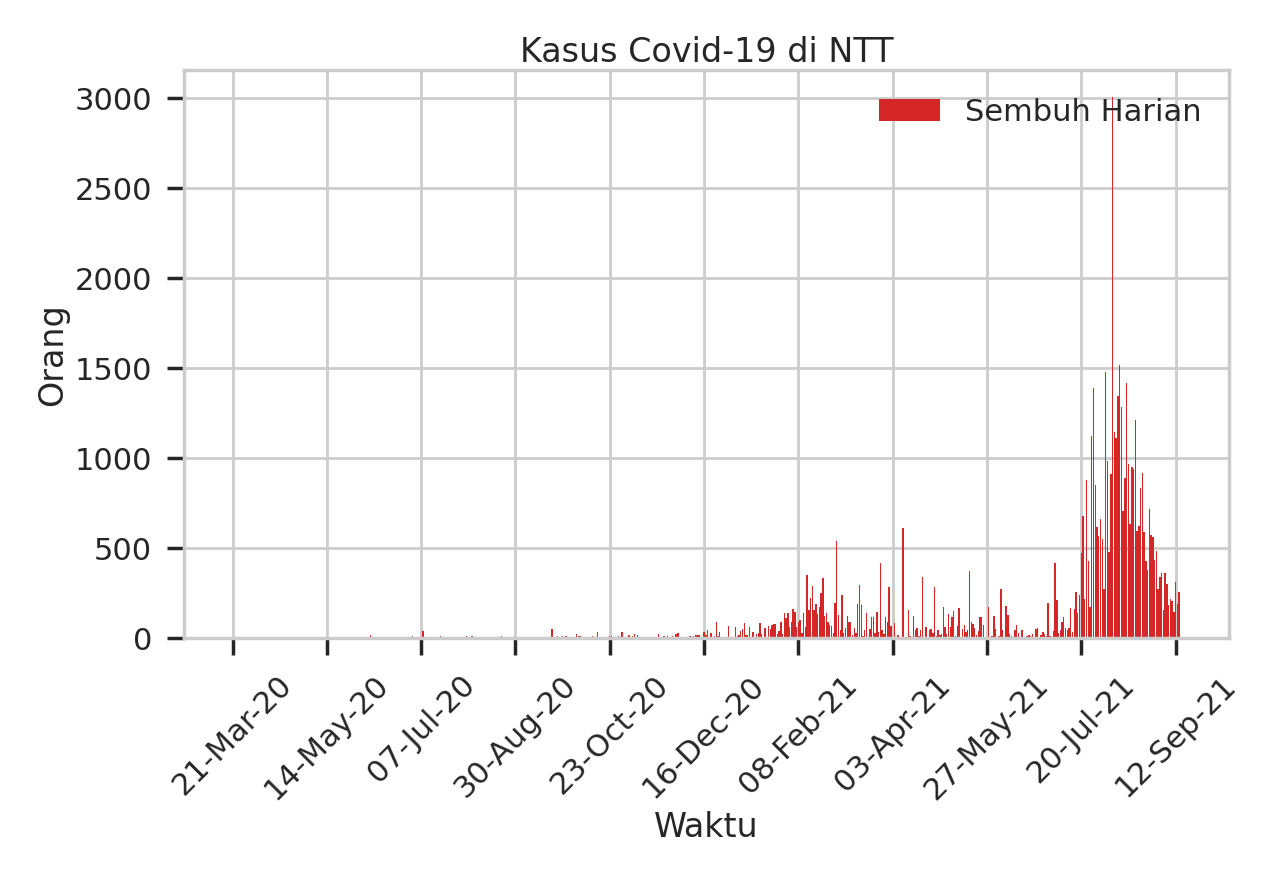 Kasus Covid-19 di NTT
Sembuh Harian
Orang
3000
2500
2000
1500
1000
500
0
21-Mar-20
14-May-20
07-Jul-20
30-Aug-20
23-Oct-20
16-Dec-20
08-Feb-21
03-Apr-21
27-May-21
20-Jul-21
12-Sep-21
Waktu